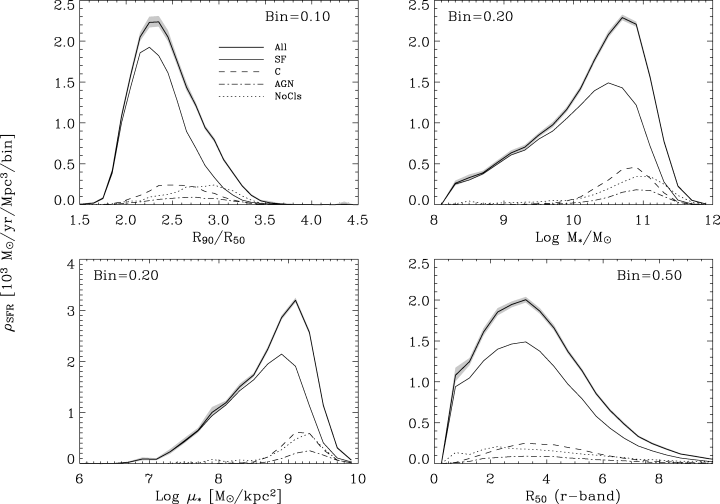 Bin=0.10
All
SF
C
AGN
NoCls
2.5
2.0
1.5
1.0
0.5
0.0
1.5 2.0 2.5 3.0 3.5 4.0 4.5
R90/R50
Bin=0.20
2.5
2.0
1.5
1.0
0.5
0.0
8 9 10 11 12
Log M*/M⊙
ρSFR [10³ M⊙/yr/Mpc³/bin]
Bin=0.20
4
3
2
1
0
6 7 8 9 10
Log μ* [M⊙/kpc²]
Bin=0.50
2.5
2.0
1.5
1.0
0.5
0.0
0 2 4 6 8
R50 (r-band)